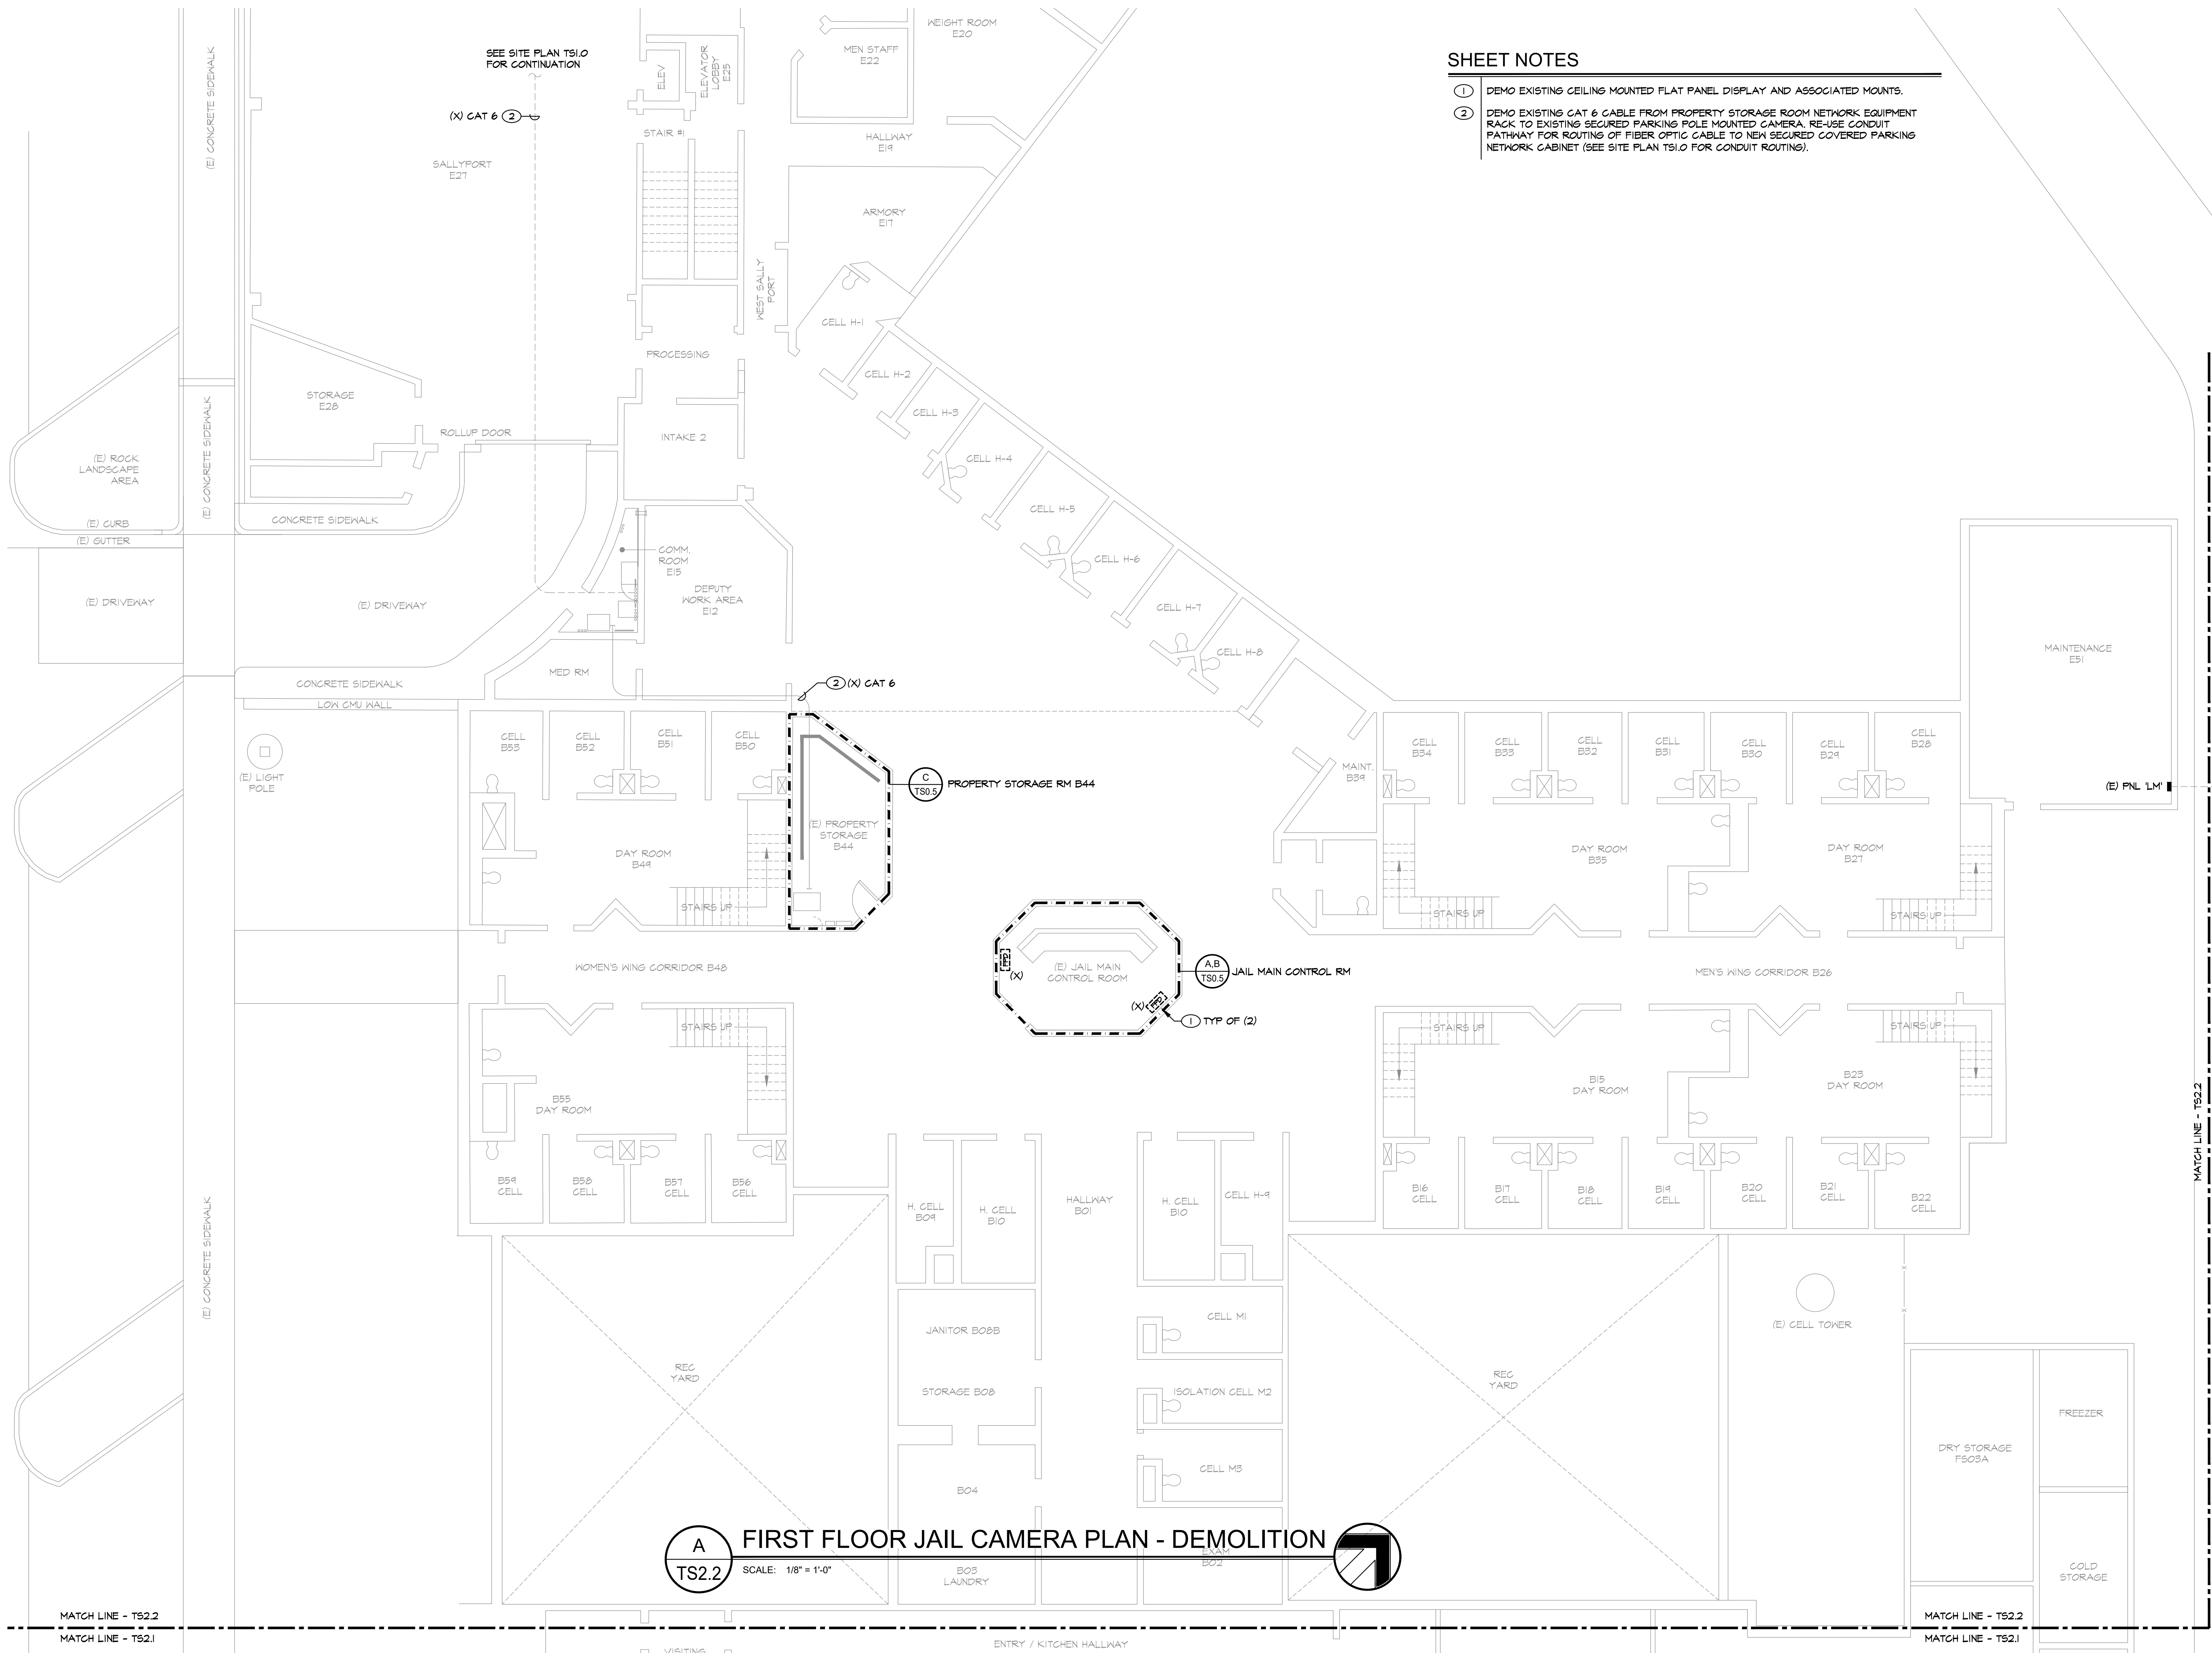 WEIGHT ROOM
E20
MEN STAFF
E22
SEE SITE PLAN TS1.0
FOR CONTINUATION
ELEV
ELEVATOR
LOBBY
E25
(E) CONCRETE SIDEWALK
SHEET NOTES
1 DEMO EXISTING CEILING MOUNTED FLAT PANEL DISPLAY AND ASSOCIATED MOUNTS.
2 DEMO EXISTING CAT 6 CABLE FROM PROPERTY STORAGE ROOM NETWORK EQUIPMENT
RACK TO EXISTING SECURED PARKING POLE MOUNTED CAMERA. RE-USE CONDUIT
PATHWAY FOR ROUTING OF FIBER OPTIC CABLE TO NEW SECURED COVERED PARKING
NETWORK CABINET (SEE SITE PLAN TS1.0 FOR CONDUIT ROUTING).
(X) CAT 6 2
STAIR #1
HALLWAY
E19
SALLYPORT
E27
ARMORY
E17
WEST SALLY
PORT
CELL H-1
PROCESSING
CELL H-2
STORAGE
E28
CELL H-3
ROLLUP DOOR
INTAKE 2
(E) ROCK
LANDSCAPE
AREA
(E) CONCRETE SIDEWALK
CELL H-4
CELL H-5
(E) CURB
CONCRETE SIDEWALK
(E) GUTTER
COMM.
ROOM
E15
CELL H-6
DEPUTY
WORK AREA
E12
(E) DRIVEWAY
(E) DRIVEWAY
CELL H-7
CELL H-8
MAINTENANCE
E51
MED RM
CONCRETE SIDEWALK
2 (X) CAT 6
LOW CMU WALL
CELL
B53
CELL
B52
CELL
B51
CELL
B50
CELL
B34
CELL
B33
CELL
B32
CELL
B31
CELL
B30
CELL
B29
CELL
B28
(E) LIGHT
POLE
MAINT.
B39
C
TS0.5
PROPERTY STORAGE RM B44
(E) PNL 'LM'
(E) PROPERTY
STORAGE
B44
DAY ROOM
B49
DAY ROOM
B35
DAY ROOM
B27
STAIRS UP
STAIRS UP
STAIRS UP
WOMEN'S WING CORRIDOR B48
FPD
(X)
(E) JAIL MAIN
CONTROL ROOM
A,B
TS0.5
JAIL MAIN CONTROL RM
MEN'S WING CORRIDOR B26
(X)
FPD
1 TYP OF (2)
STAIRS UP
STAIRS UP
STAIRS UP
B55
DAY ROOM
B15
DAY ROOM
B23
DAY ROOM
MATCH LINE - TS2.2
B59
CELL
B58
CELL
B57
CELL
B56
CELL
H. CELL
B09
H. CELL
B10
HALLWAY
B01
H. CELL
B10
CELL H-9
B16
CELL
B17
CELL
B18
CELL
B19
CELL
B20
CELL
B21
CELL
B22
CELL
(E) CONCRETE SIDEWALK
CELL M1
JANITOR B08B
(E) CELL TOWER
REC
YARD
STORAGE B08
ISOLATION CELL M2
REC
YARD
FREEZER
DRY STORAGE
FS03A
CELL M3
B04
A
TS2.2
FIRST FLOOR JAIL CAMERA PLAN - DEMOLITION
SCALE: 1/8" = 1'-0"
EXAM
B02
B03
LAUNDRY
COLD
STORAGE
MATCH LINE - TS2.2
MATCH LINE - TS2.1
MATCH LINE - TS2.2
MATCH LINE - TS2.1
ENTRY / KITCHEN HALLWAY
VISITING